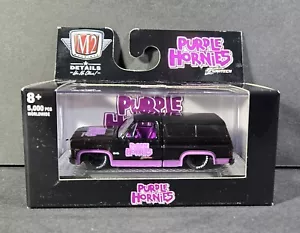 M2
DETAILS
PURPLE
HORNIES
8+
5,000 PCS
WORLDWIDE
PURPLE
HORNIES
PURPLE
HORNIES